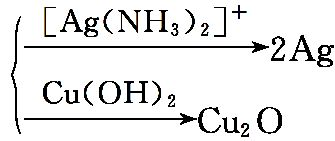 [Ag(NH₃)₂]⁺
2Ag
Cu(OH)₂
Cu₂O